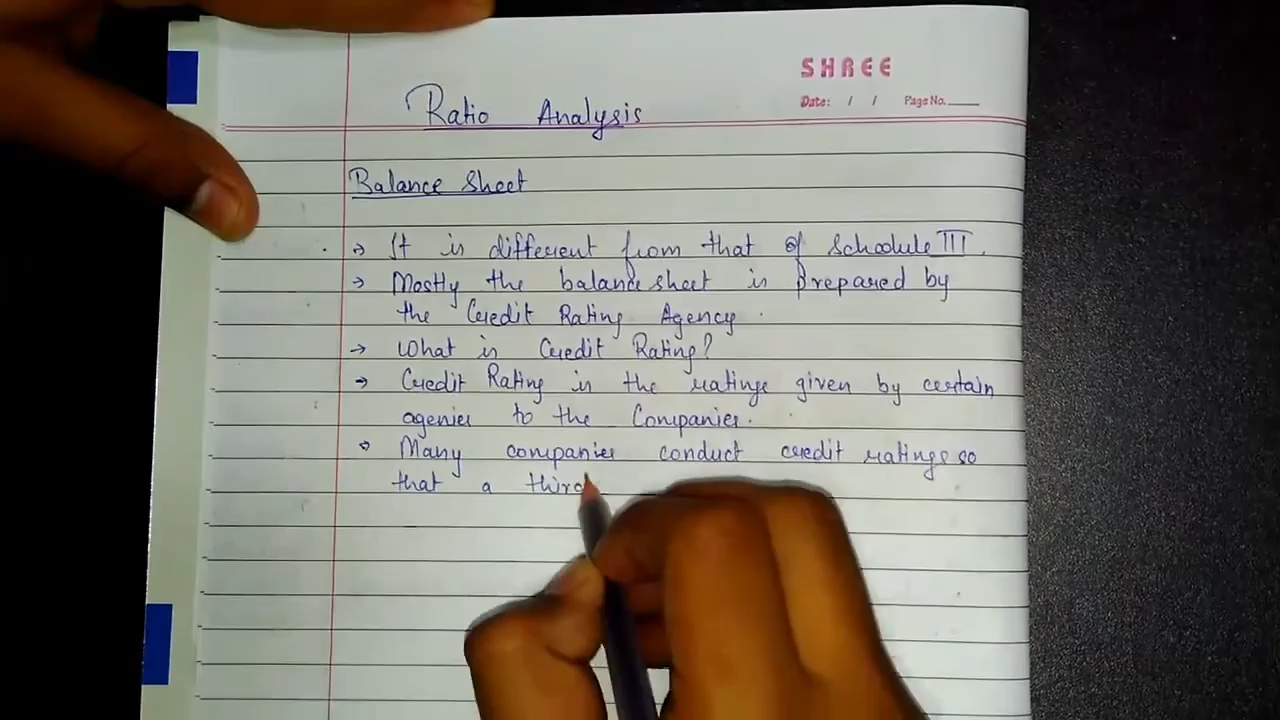 SHREE
Date: / / Page No.
Ratio Analysis
Balance Sheet
→ It is different from that of Schodule III.
→ Mostly the balance sheet is prepared by
the Credit Rating Agency.
→ What is Credit Rating?
→ Credit Rating is the ratings given by certain
agenies to the Companies.
→ Many companies conduct credit ratings so
that a third